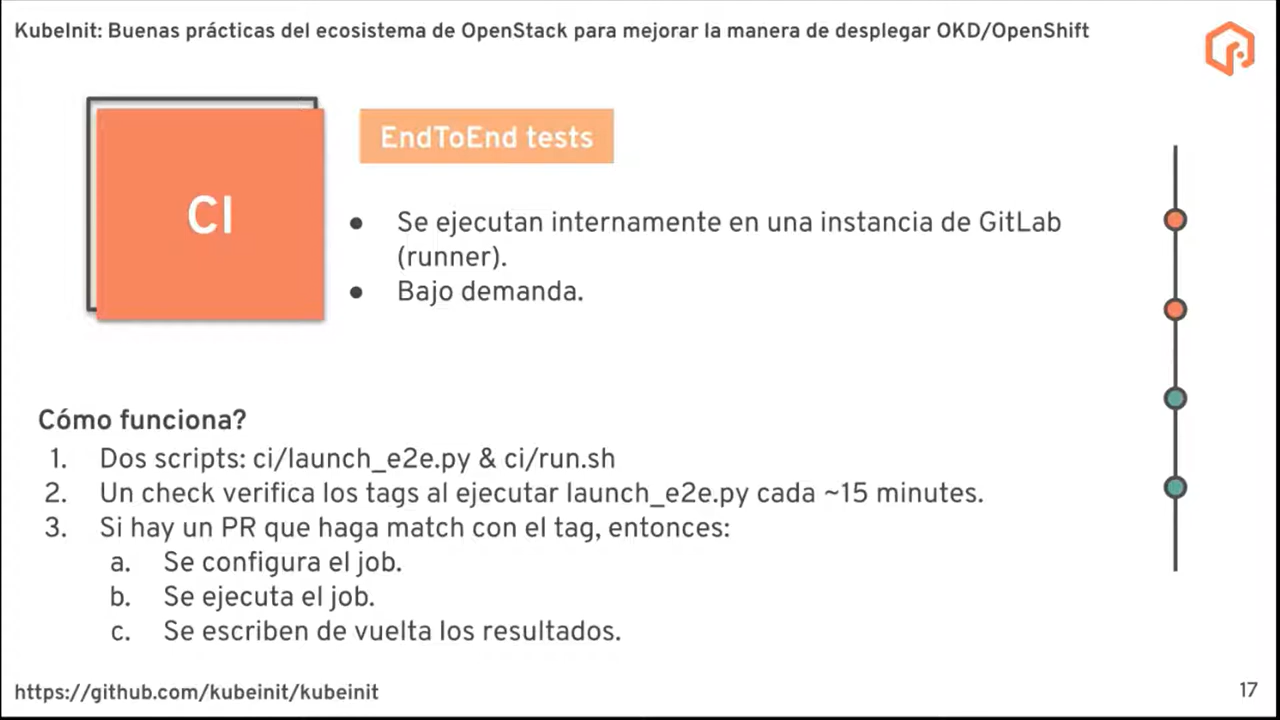 KubeInit: Buenas prácticas del ecosistema de OpenStack para mejorar la manera de desplegar OKD/OpenShift
CI
EndToEnd tests
● Se ejecutan internamente en una instancia de GitLab
(runner).
● Bajo demanda.
Cómo funciona?
1. Dos scripts: ci/launch_e2e.py & ci/run.sh
2. Un check verifica los tags al ejecutar launch_e2e.py cada ~15 minutes.
3. Si hay un PR que haga match con el tag, entonces:
a. Se configura el job.
b. Se ejecuta el job.
c. Se escriben de vuelta los resultados.
https://github.com/kubeinit/kubeinit
17